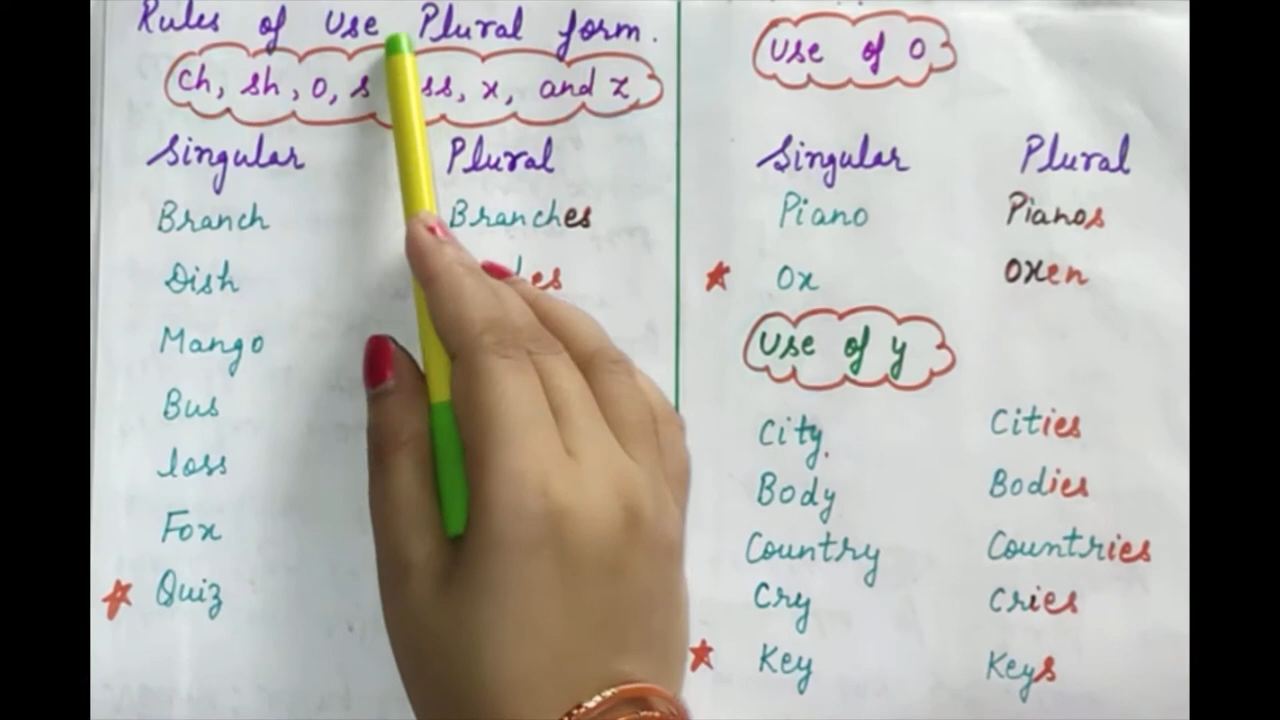 Rules of Use Plural form.
ch, sh, o, s ss, x, and z
Singular Plural
Branch Branches
Dish es
Mango
Bus
loss
Fox
Quiz
Use of O
Singular Plural
Piano Pianos
Ox Oxen
Use of y
City. Cities
Body Bodies
Country Countries
Cry Cries
Key Keys